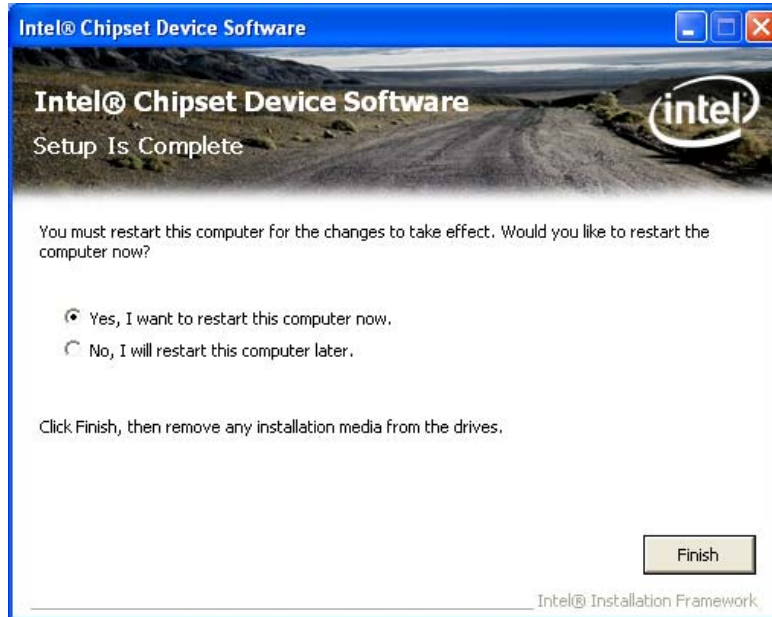 Intel® Chipset Device Software
Intel® Chipset Device Software
intel
Setup Is Complete
You must restart this computer for the changes to take effect. Would you like to restart the
computer now?
Yes, I want to restart this computer now.
No, I will restart this computer later.
Click Finish, then remove any installation media from the drives.
Finish
Intel® Installation Framework